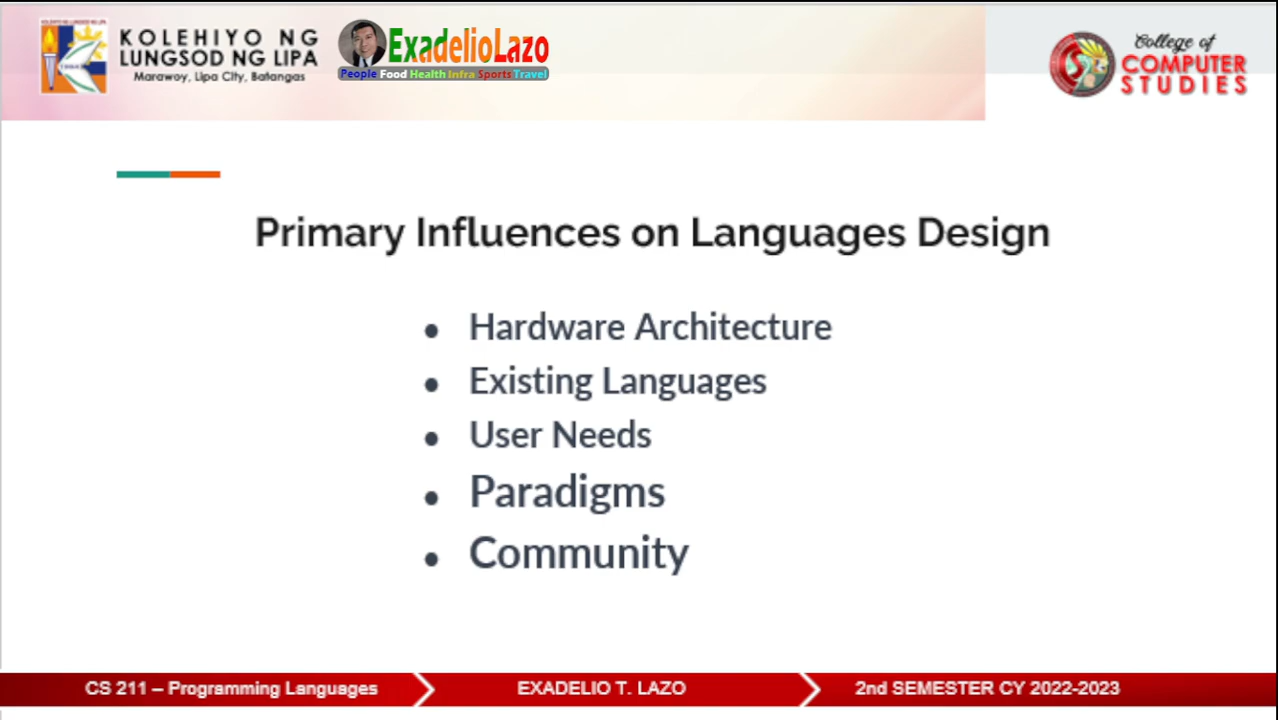 KOLEHIYO NG
LUNGSOD NG LIPA
Marawoy, Lipa City, Batangas
ExadelioLazo
People Food Health Infra Sports Travel
College of
COMPUTER
STUDIES
Primary Influences on Languages Design
● Hardware Architecture
● Existing Languages
● User Needs
● Paradigms
● Community
CS 211 – Programming Languages
EXADELIO T. LAZO
2nd SEMESTER CY 2022-2023